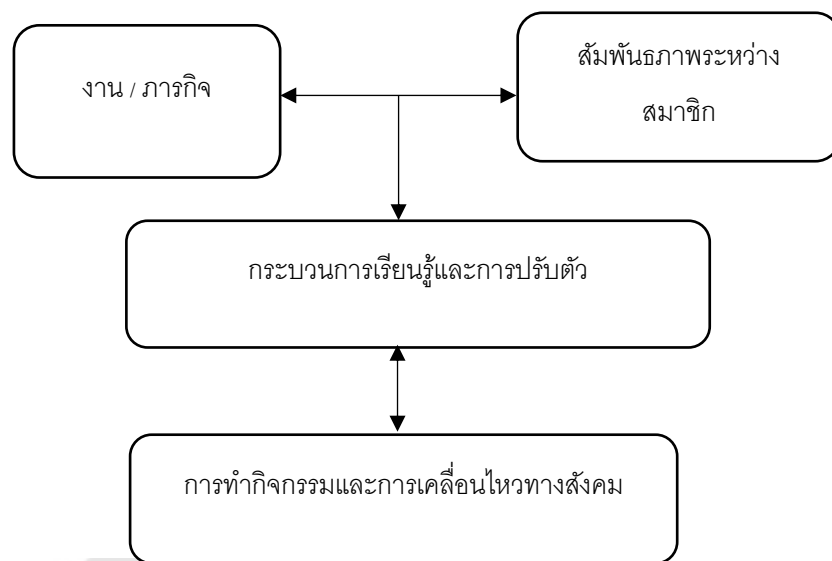 งาน / ภารกิจ
สัมพันธภาพระหว่าง
สมาชิก
กระบวนการเรียนรู้และการปรับตัว
การทำกิจกรรมและการเคลื่อนไหวทางสังคม